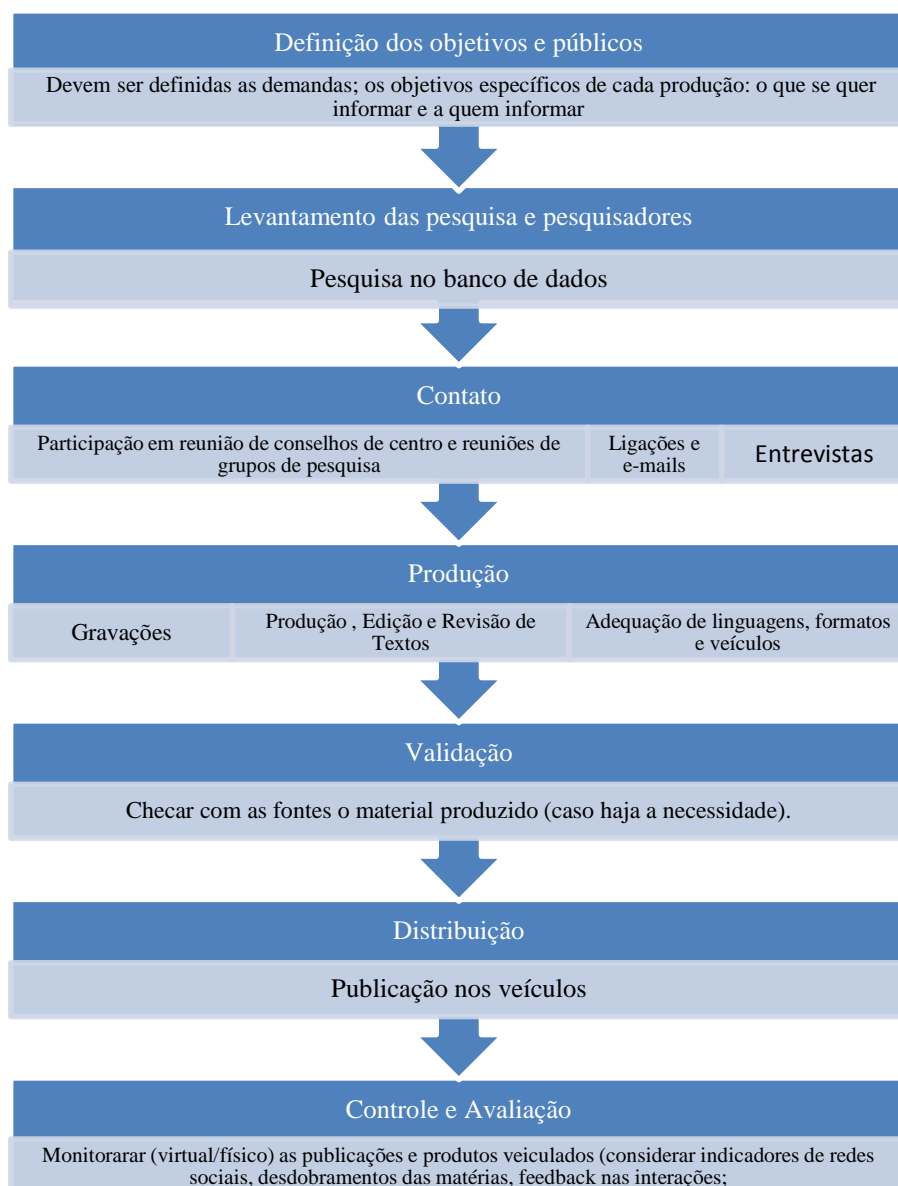 Definição dos objetivos e públicos
Devem ser definidas as demandas; os objetivos específicos de cada produção: o que se quer
informar e a quem informar
Levantamento das pesquisa e pesquisadores
Pesquisa no banco de dados
Contato
Participação em reunião de conselhos de centro e reuniões de
grupos de pesquisa
Ligações e
e-mails
Entrevistas
Produção
Gravações
Produção , Edição e Revisão de
Textos
Adequação de linguagens, formatos
e veículos
Validação
Checar com as fontes o material produzido (caso haja a necessidade).
Distribuição
Publicação nos veículos
Controle e Avaliação
Monitorarar (virtual/físico) as publicações e produtos veiculados (considerar indicadores de redes
sociais, desdobramentos das matérias, feedback nas interações;